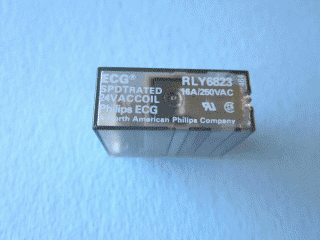 ECG® RLY6823
SPDTRATED 16A/250VAC
24VACCOIL
Philips ECG
A North American Philips Company